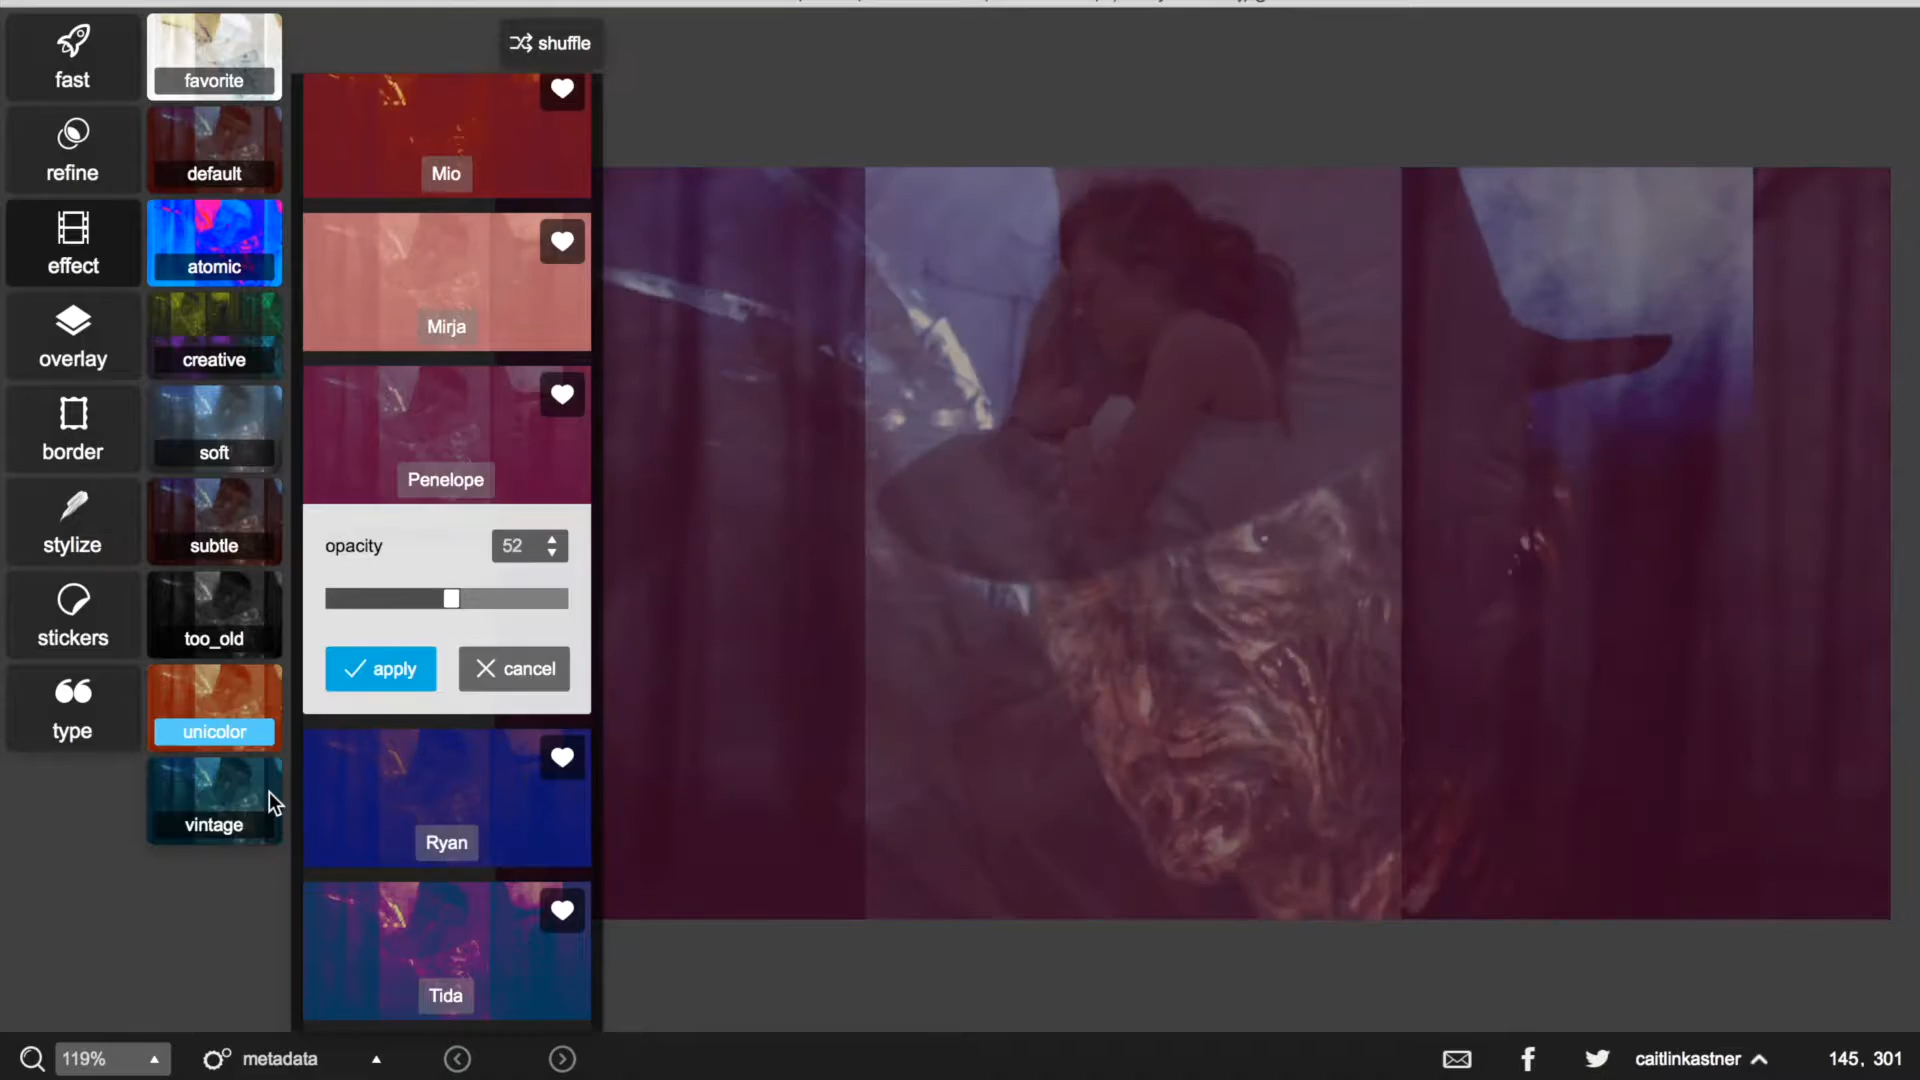 shuffle
fast
refine
effect
overlay
border
stylize
stickers
type
favorite
default
atomic
creative
soft
subtle
too_old
unicolor
vintage
Mio
Mirja
Penelope
opacity 52
apply cancel
Ryan
Tida
119% metadata caitlinkastner 145, 301